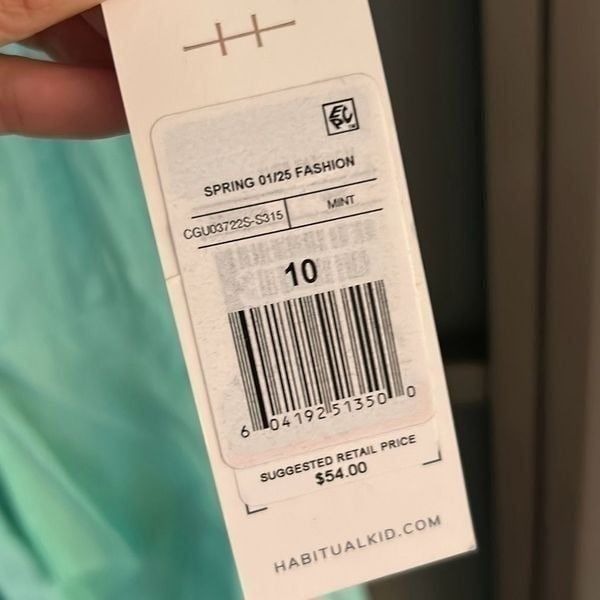 EPC
SPRING 01/25 FASHION
CGU03722S-S315 MINT
10
6 04192 51350 0
SUGGESTED RETAIL PRICE
$54.00
HABITUALKID.COM